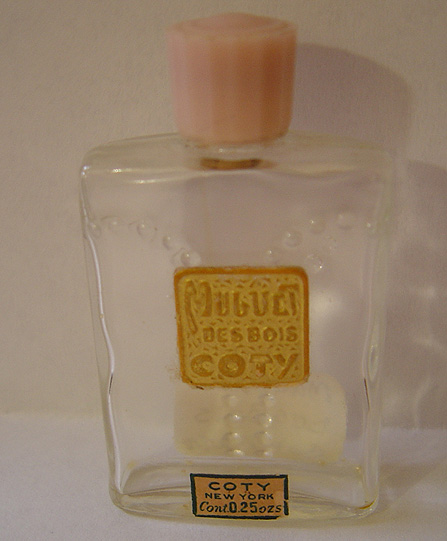 MUGUET
DES BOIS
COTY
COTY
NEW YORK
Cont 0.25 ozs